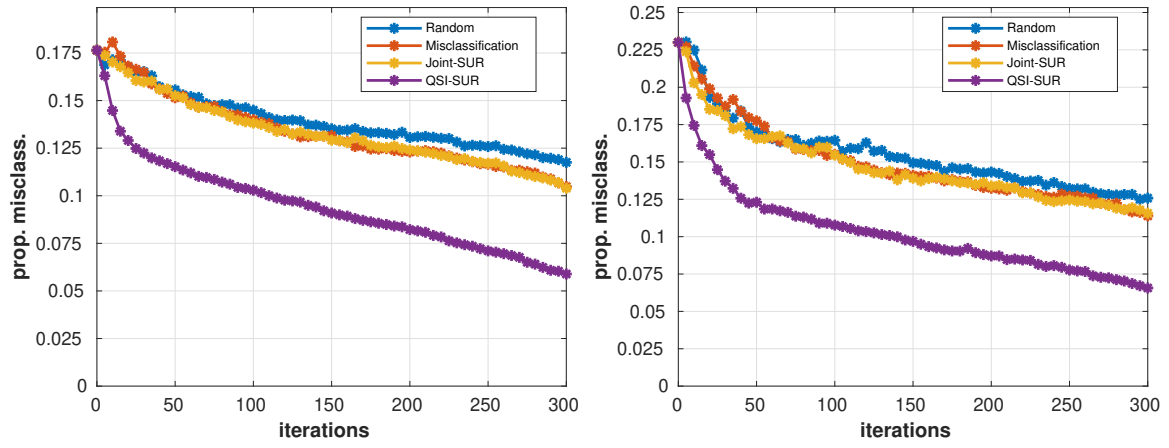 Random
Misclassification
Joint-SUR
QSI-SUR
0.175
0.15
0.125
0.1
0.075
0.05
0.025
0
prop. misclass.
0 50 100 150 200 250 300
iterations
Random
Misclassification
Joint-SUR
QSI-SUR
0.25
0.225
0.2
0.175
0.15
0.125
0.1
0.075
0.05
0.025
0
prop. misclass.
0 50 100 150 200 250 300
iterations